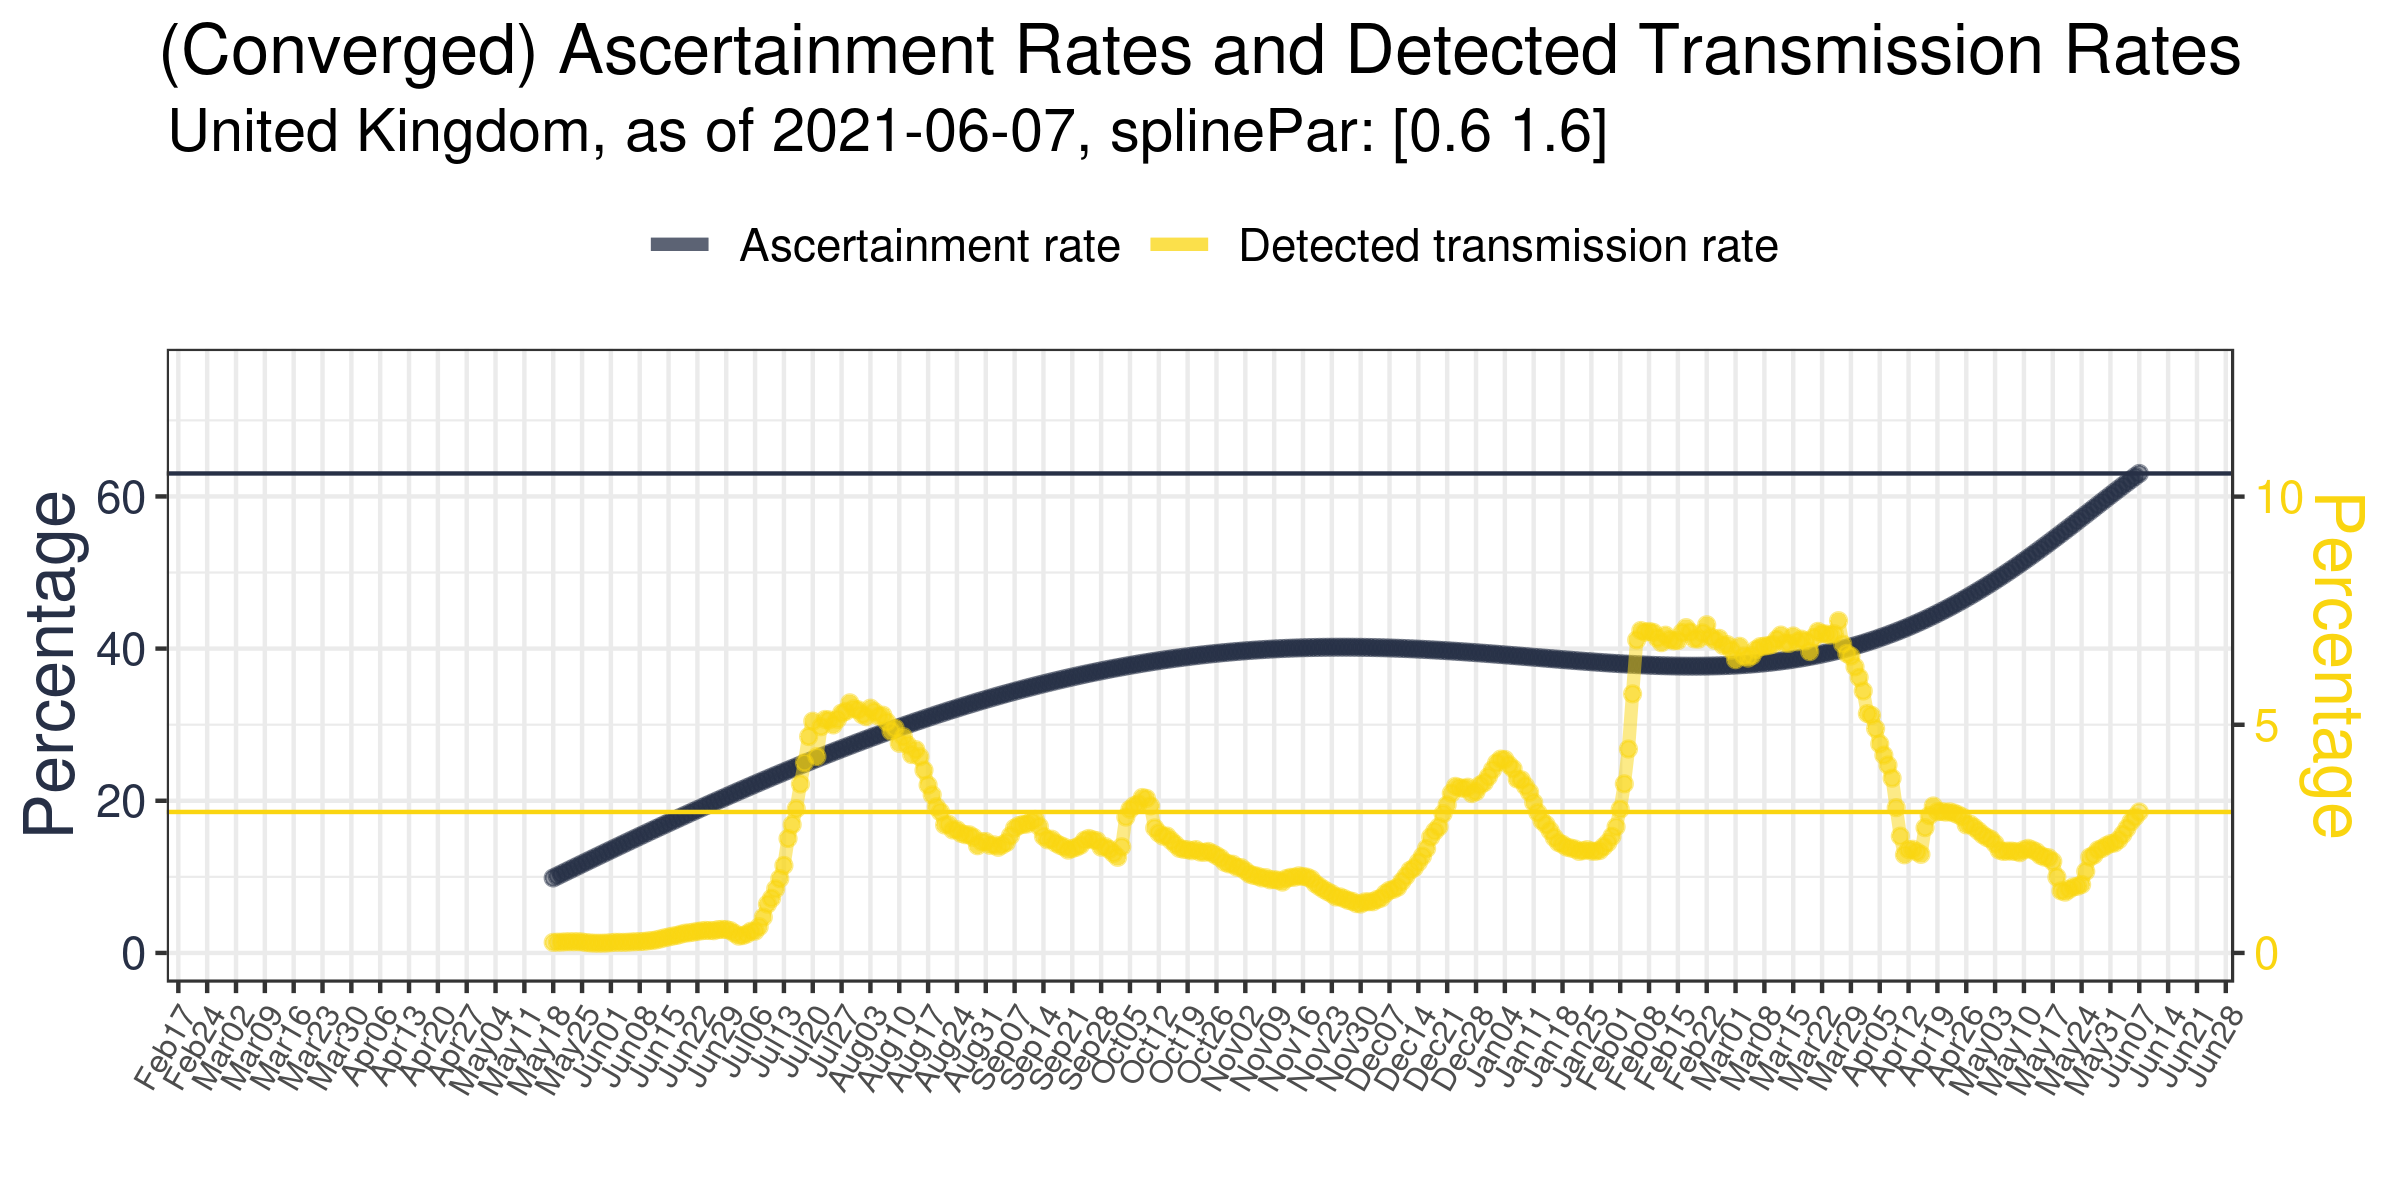 (Converged) Ascertainment Rates and Detected Transmission Rates
United Kingdom, as of 2021-06-07, splinePar: [0.6 1.6]
Ascertainment rate
Detected transmission rate
Percentage
60
40
20
0
10
5
0
Percentage
Feb17
Feb24
Mar02
Mar09
Mar16
Mar23
Mar30
Apr06
Apr13
Apr20
Apr27
May04
May11
May18
May25
Jun01
Jun08
Jun15
Jun22
Jun29
Jul06
Jul13
Jul20
Jul27
Aug03
Aug10
Aug17
Aug24
Aug31
Sep07
Sep14
Sep21
Sep28
Oct05
Oct12
Oct19
Oct26
Nov02
Nov09
Nov16
Nov23
Nov30
Dec07
Dec14
Dec21
Dec28
Jan04
Jan11
Jan18
Jan25
Feb01
Feb08
Feb15
Feb22
Mar01
Mar08
Mar15
Mar22
Mar29
Apr05
Apr12
Apr19
Apr26
May03
May10
May17
May24
May31
Jun07
Jun14
Jun21
Jun28